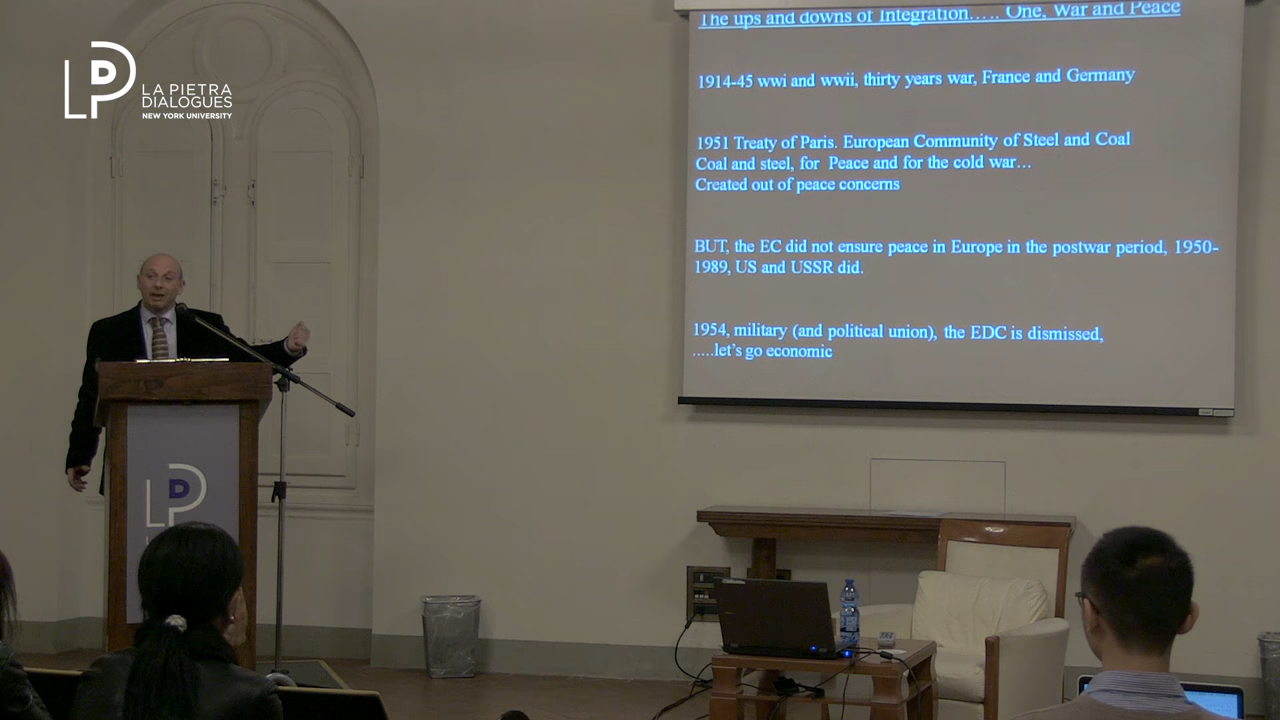 LA PIETRA
DIALOGUES
NEW YORK UNIVERSITY
The ups and downs of Integration..... One, War and Peace
1914-45 wwi and wwii, thirty years war, France and Germany
1951 Treaty of Paris. European Community of Steel and Coal
Coal and steel, for Peace and for the cold war…
Created out of peace concerns
BUT, the EC did not ensure peace in Europe in the postwar period, 1950-
1989, US and USSR did.
1954, military (and political union), the EDC is dismissed,
.....let's go economic